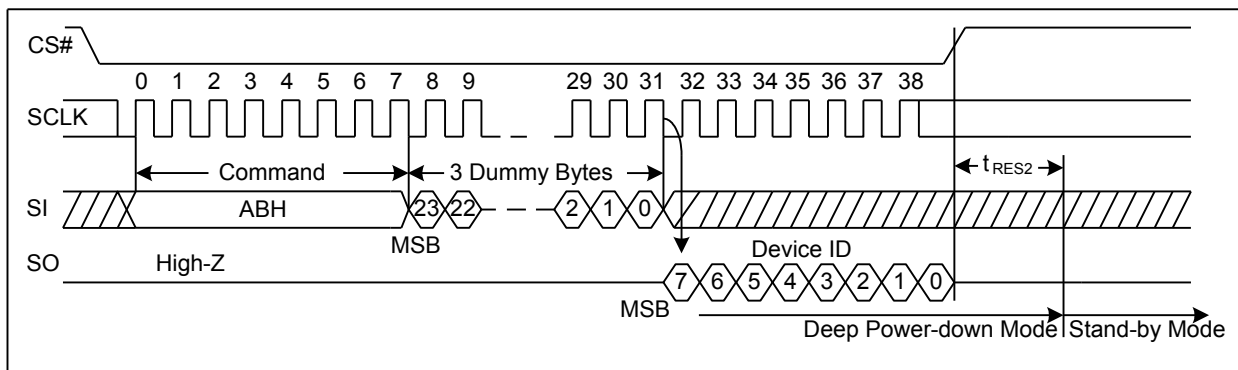 CS#
0 1 2 3 4 5 6 7 8 9 29 30 31 32 33 34 35 36 37 38
SCLK
Command 3 Dummy Bytes tRES2
SI ABH 23 22 2 1 0
MSB Device ID
SO High-Z 7 6 5 4 3 2 1 0
MSB
Deep Power-down Mode Stand-by Mode